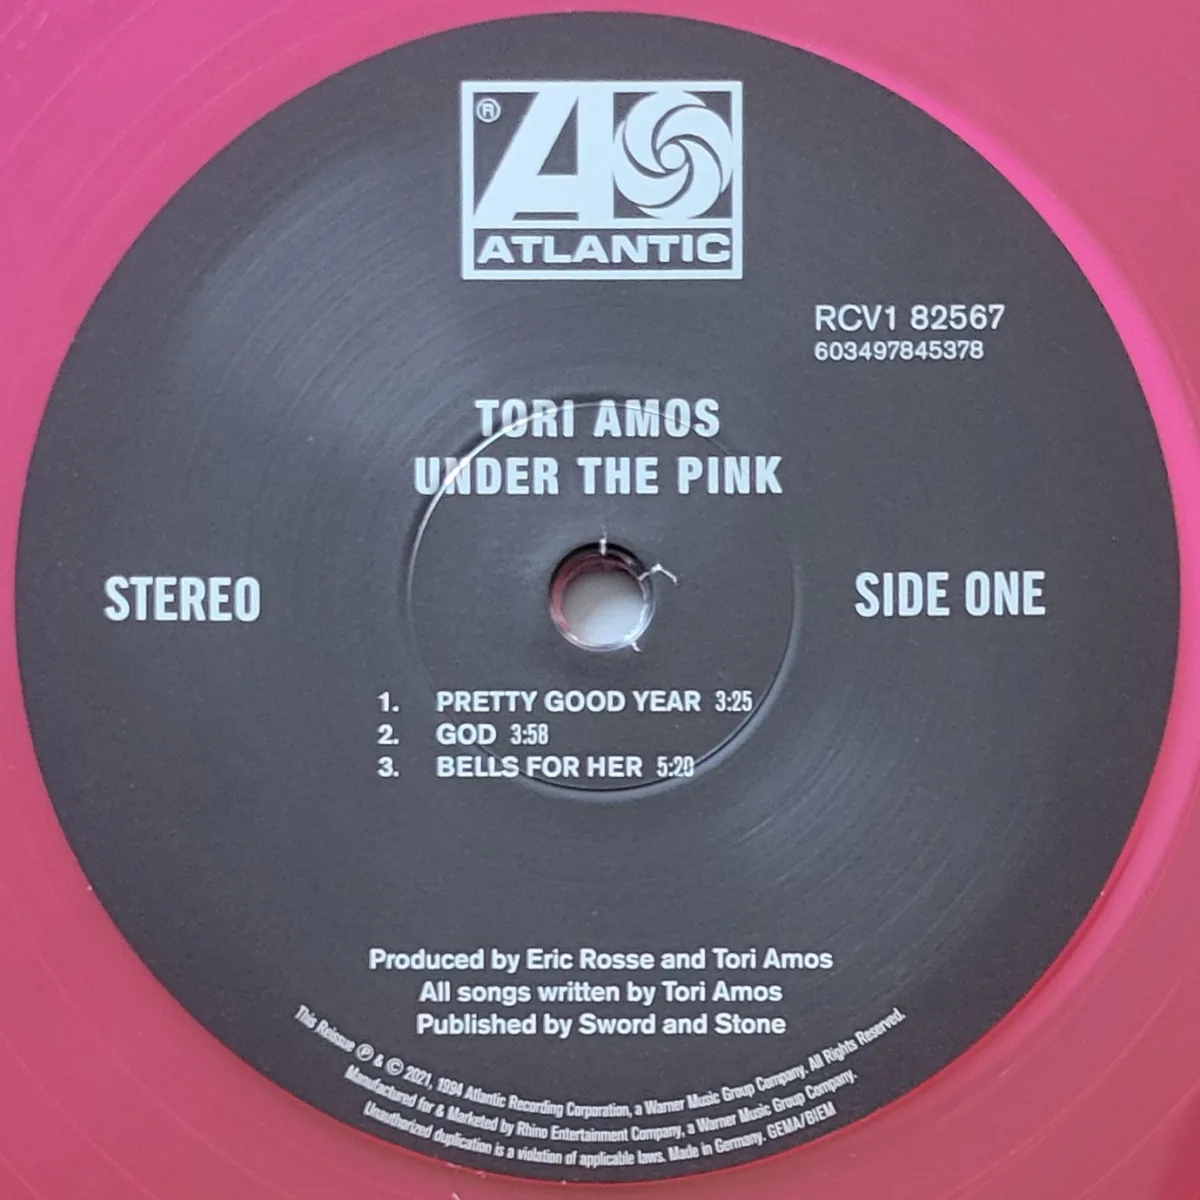 ®
ATLANTIC
RCV1 82567
603497845378
TORI AMOS
UNDER THE PINK
STEREO
SIDE ONE
1. PRETTY GOOD YEAR 3:25
2. GOD 3:58
3. BELLS FOR HER 5:20
Produced by Eric Rosse and Tori Amos
All songs written by Tori Amos
Published by Sword and Stone
This Reissue ℗ & © 2021, 1994 Atlantic Recording Corporation, a Warner Music Group Company. All Rights Reserved.
Manufactured for & Marketed by Rhino Entertainment Company, a Warner Music Group Company.
Unauthorized duplication is a violation of applicable laws. Made in Germany. GEMA/BIEM